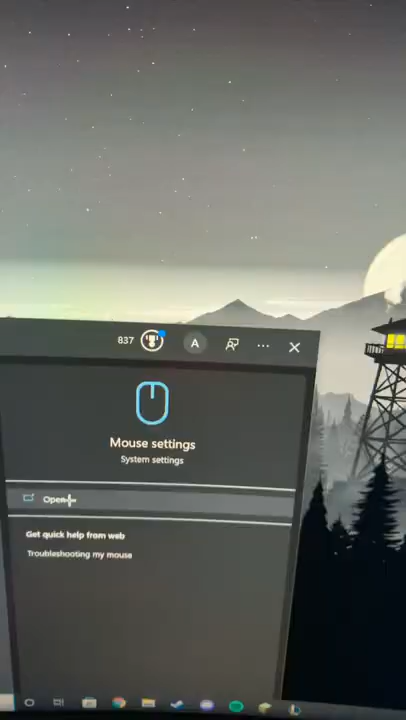 837
A
Mouse settings
System settings
Open
Get quick help from web
Troubleshooting my mouse